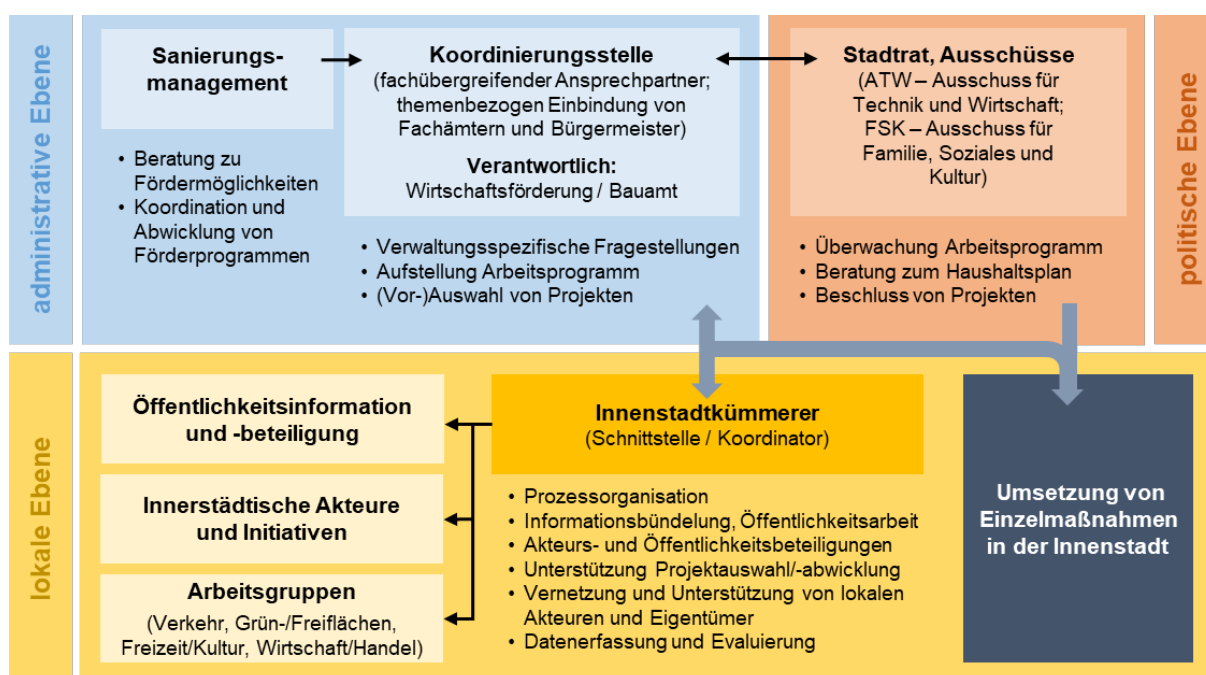 administrative Ebene
Sanierungs-
management
• Beratung zu
Fördermöglichkeiten
• Koordination und
Abwicklung von
Förderprogrammen
Koordinierungsstelle
(fachübergreifender Ansprechpartner;
themenbezogen Einbindung von
Fachämtern und Bürgermeister)
Verantwortlich:
Wirtschaftsförderung / Bauamt
• Verwaltungsspezifische Fragestellungen
• Aufstellung Arbeitsprogramm
• (Vor-)Auswahl von Projekten
Stadtrat, Ausschüsse
(ATW – Ausschuss für
Technik und Wirtschaft;
FSK – Ausschuss für
Familie, Soziales und
Kultur)
• Überwachung Arbeitsprogramm
• Beratung zum Haushaltsplan
• Beschluss von Projekten
politische Ebene
lokale Ebene
Öffentlichkeitsinformation
und -beteiligung
Innerstädtische Akteure
und Initiativen
Arbeitsgruppen
(Verkehr, Grün-/Freiflächen,
Freizeit/Kultur, Wirtschaft/Handel)
Innenstadtkümmerer
(Schnittstelle / Koordinator)
• Prozessorganisation
• Informationsbündelung, Öffentlichkeitsarbeit
• Akteurs- und Öffentlichkeitsbeteiligungen
• Unterstützung Projektauswahl/-abwicklung
• Vernetzung und Unterstützung von lokalen
Akteuren und Eigentümer
• Datenerfassung und Evaluierung
Umsetzung von
Einzelmaßnahmen
in der Innenstadt